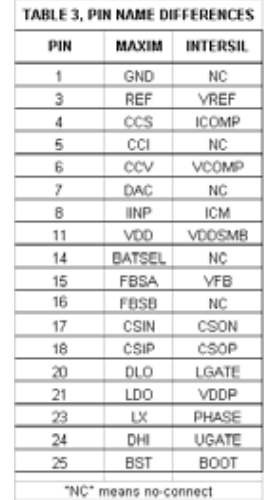 TABLE 3, PIN NAME DIFFERENCES
PIN MAXIM INTERSIL
1 GND NC
3 REF VREF
4 CCS ICOMP
5 CCI NC
6 CCV VCOMP
7 DAC NC
8 IINP ICM
11 VDD VDDSMB
14 BATSEL NC
15 FBSA VFB
16 FBSB NC
17 CSIN CSON
18 CSIP CSOP
20 DLO LGATE
21 LDO VDDP
23 LX PHASE
24 DHI UGATE
25 BST BOOT
"NC" means no-connect